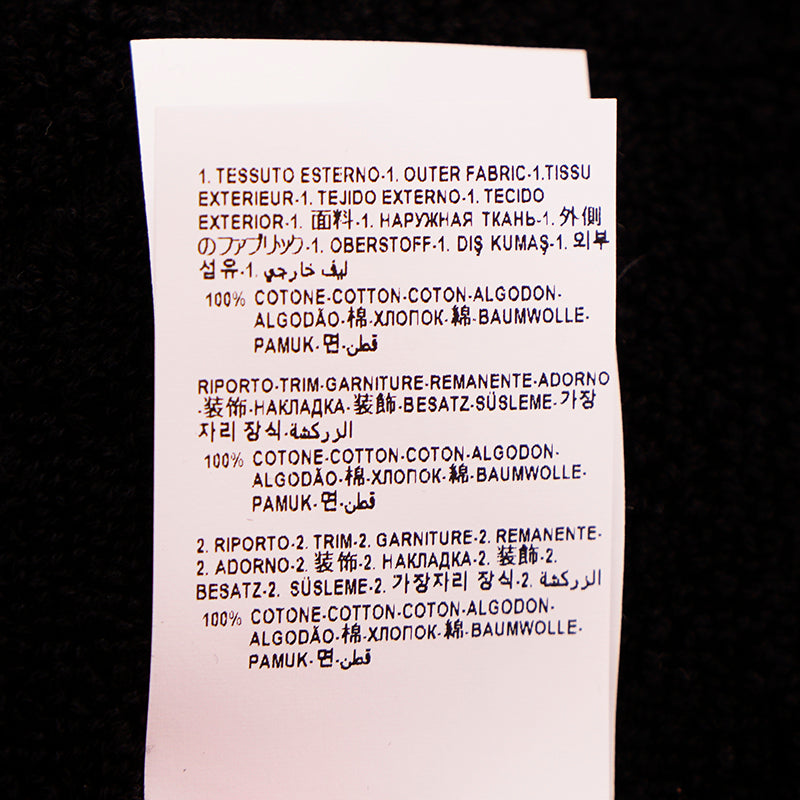 1. TESSUTO ESTERNO-1. OUTER FABRIC-1.TISSU
EXTERIEUR-1. TEJIDO EXTERNO-1. TECIDO
EXTERIOR-1. 面料-1. НАРУЖНАЯ ТКАНЬ-1. 外側
のファブリック-1. OBERSTOFF-1. DIŞ KUMAŞ-1. 외부
섬유-1. ليف خارجي
100% COTONE-COTTON-COTON-ALGODON-
ALGODÃO-棉-ХЛОПОК-綿-BAUMWOLLE-
PAMUK-면-قطن
RIPORTO-TRIM-GARNITURE-REMANENTE-ADORNO
-装饰-НАКЛАДКА-装飾-BESATZ-SÜSLEME-가장
자리 장식-الزركشة
100% COTONE-COTTON-COTON-ALGODON-
ALGODÃO-棉-ХЛОПОК-綿-BAUMWOLLE-
PAMUK-면-قطن
2. RIPORTO-2. TRIM-2. GARNITURE-2. REMANENTE-
2. ADORNO-2. 装饰-2. НАКЛАДКА-2. 装飾-2.
BESATZ-2. SÜSLEME-2. 가장자리 장식-2. الزركشة
100% COTONE-COTTON-COTON-ALGODON-
ALGODÃO-棉-ХЛОПОК-綿-BAUMWOLLE-
PAMUK-면-قطن